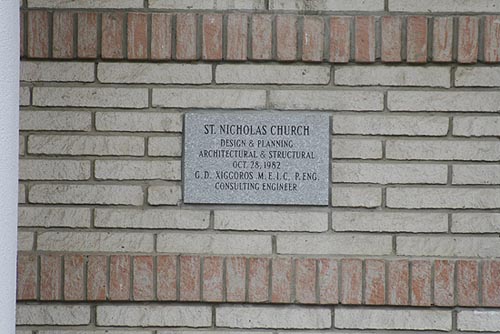 ST. NICHOLAS CHURCH
DESIGN & PLANNING
ARCHITECTURAL & STRUCTURAL
OCT. 28, 1982
G.D. XIGGOROS M.E.I.C. P.ENG.
CONSULTING ENGINEER